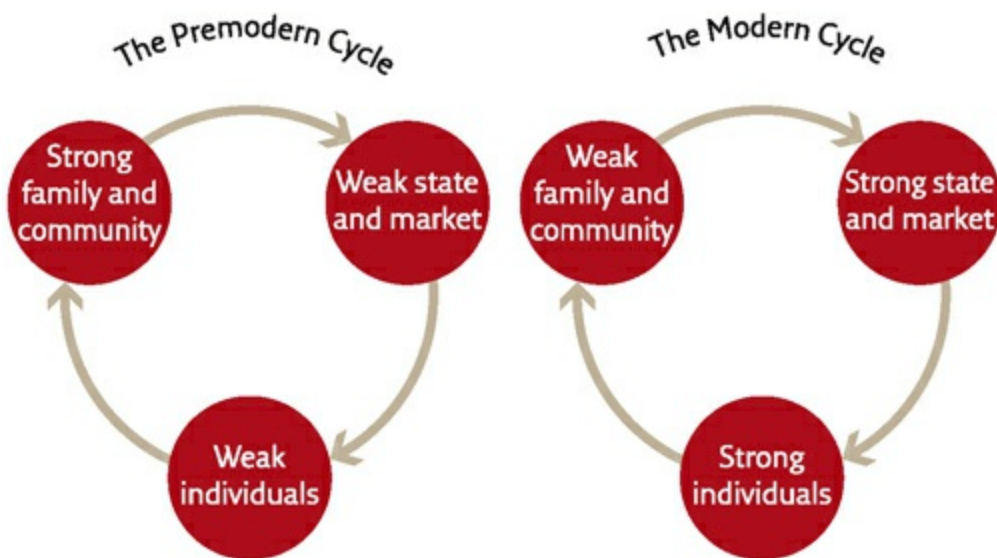 The Premodern Cycle
Strong
family and
community
Weak state
and market
Weak
individuals
The Modern Cycle
Weak
family and
community
Strong state
and market
Strong
individuals